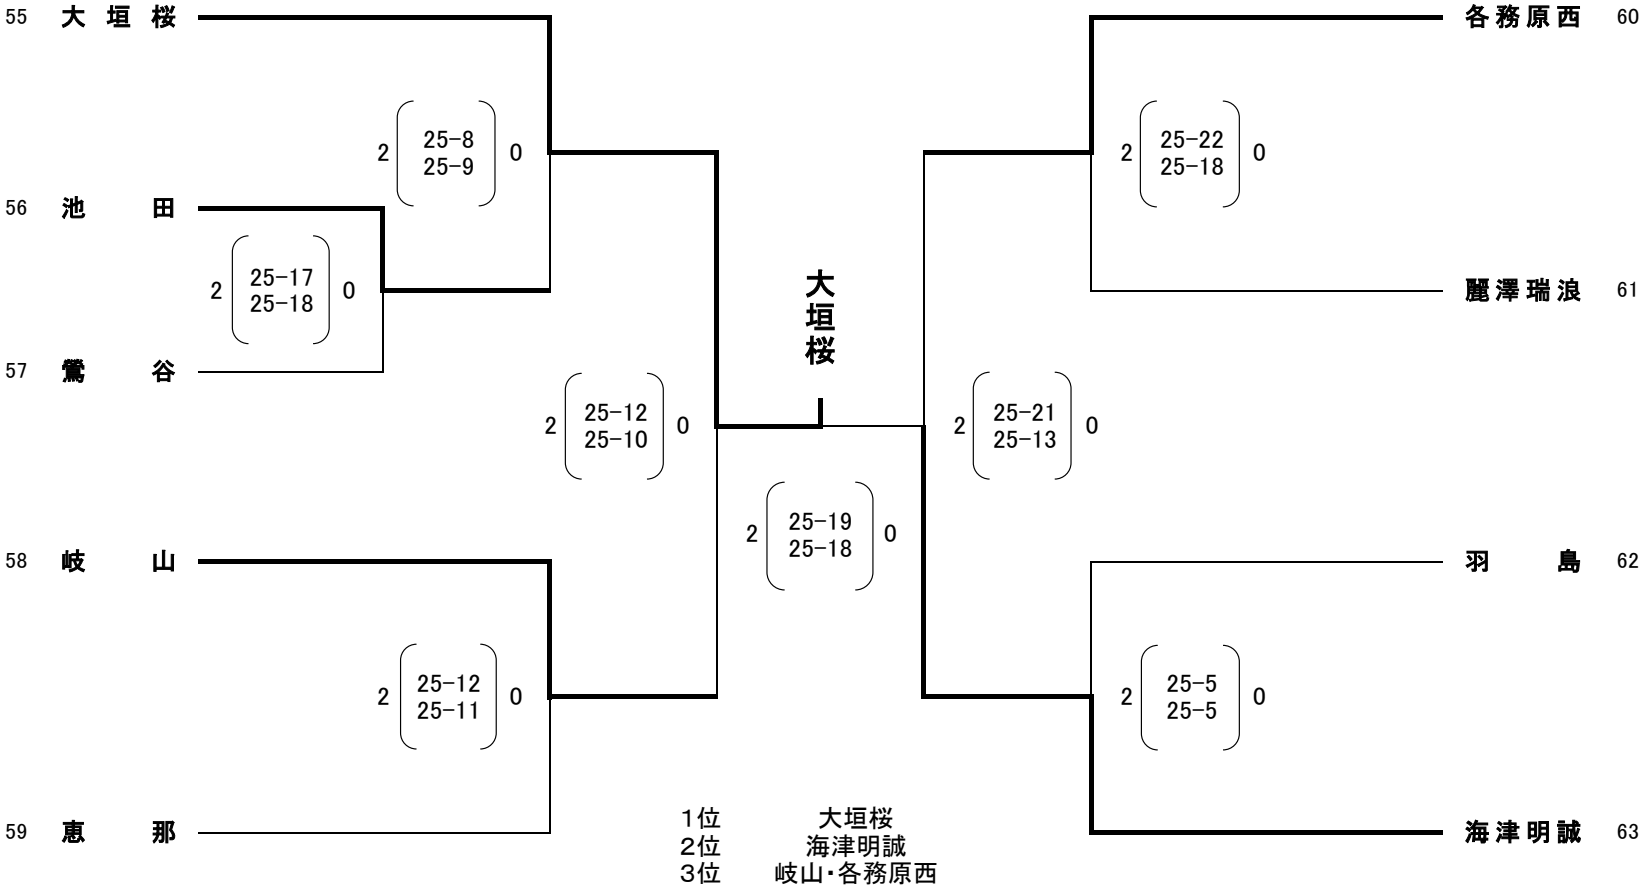 55 大垣桜
各務原西 60
2 25-8 0
25-9
2 25-22 0
25-18
56 池田
2 25-17 0
25-18
大垣桜
麗澤瑞浪 61
57 鶯谷
2 25-12 0
25-10
2 25-21 0
25-13
2 25-19 0
25-18
58 岐山
羽島 62
2 25-12 0
25-11
2 25-5 0
25-5
59 恵那
海津明誠 63
1位 大垣桜
2位 海津明誠
3位 岐山・各務原西